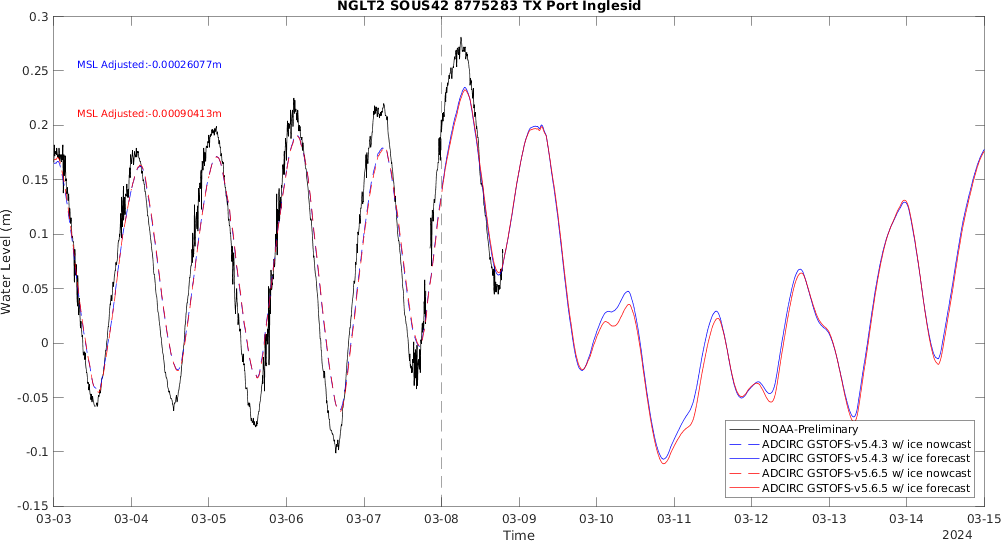 NGLT2 SOUS42 8775283 TX Port Inglesid
0.3
0.25
0.2
0.15
0.1
0.05
0
-0.05
-0.1
-0.15
Water Level (m)
MSL Adjusted:-0.00026077m
MSL Adjusted:-0.00090413m
NOAA-Preliminary
ADCIRC GSTOFS-v5.4.3 w/ ice nowcast
ADCIRC GSTOFS-v5.4.3 w/ ice forecast
ADCIRC GSTOFS-v5.6.5 w/ ice nowcast
ADCIRC GSTOFS-v5.6.5 w/ ice forecast
03-03 03-04 03-05 03-06 03-07 03-08 03-09 03-10 03-11 03-12 03-13 03-14 03-15
Time
2024